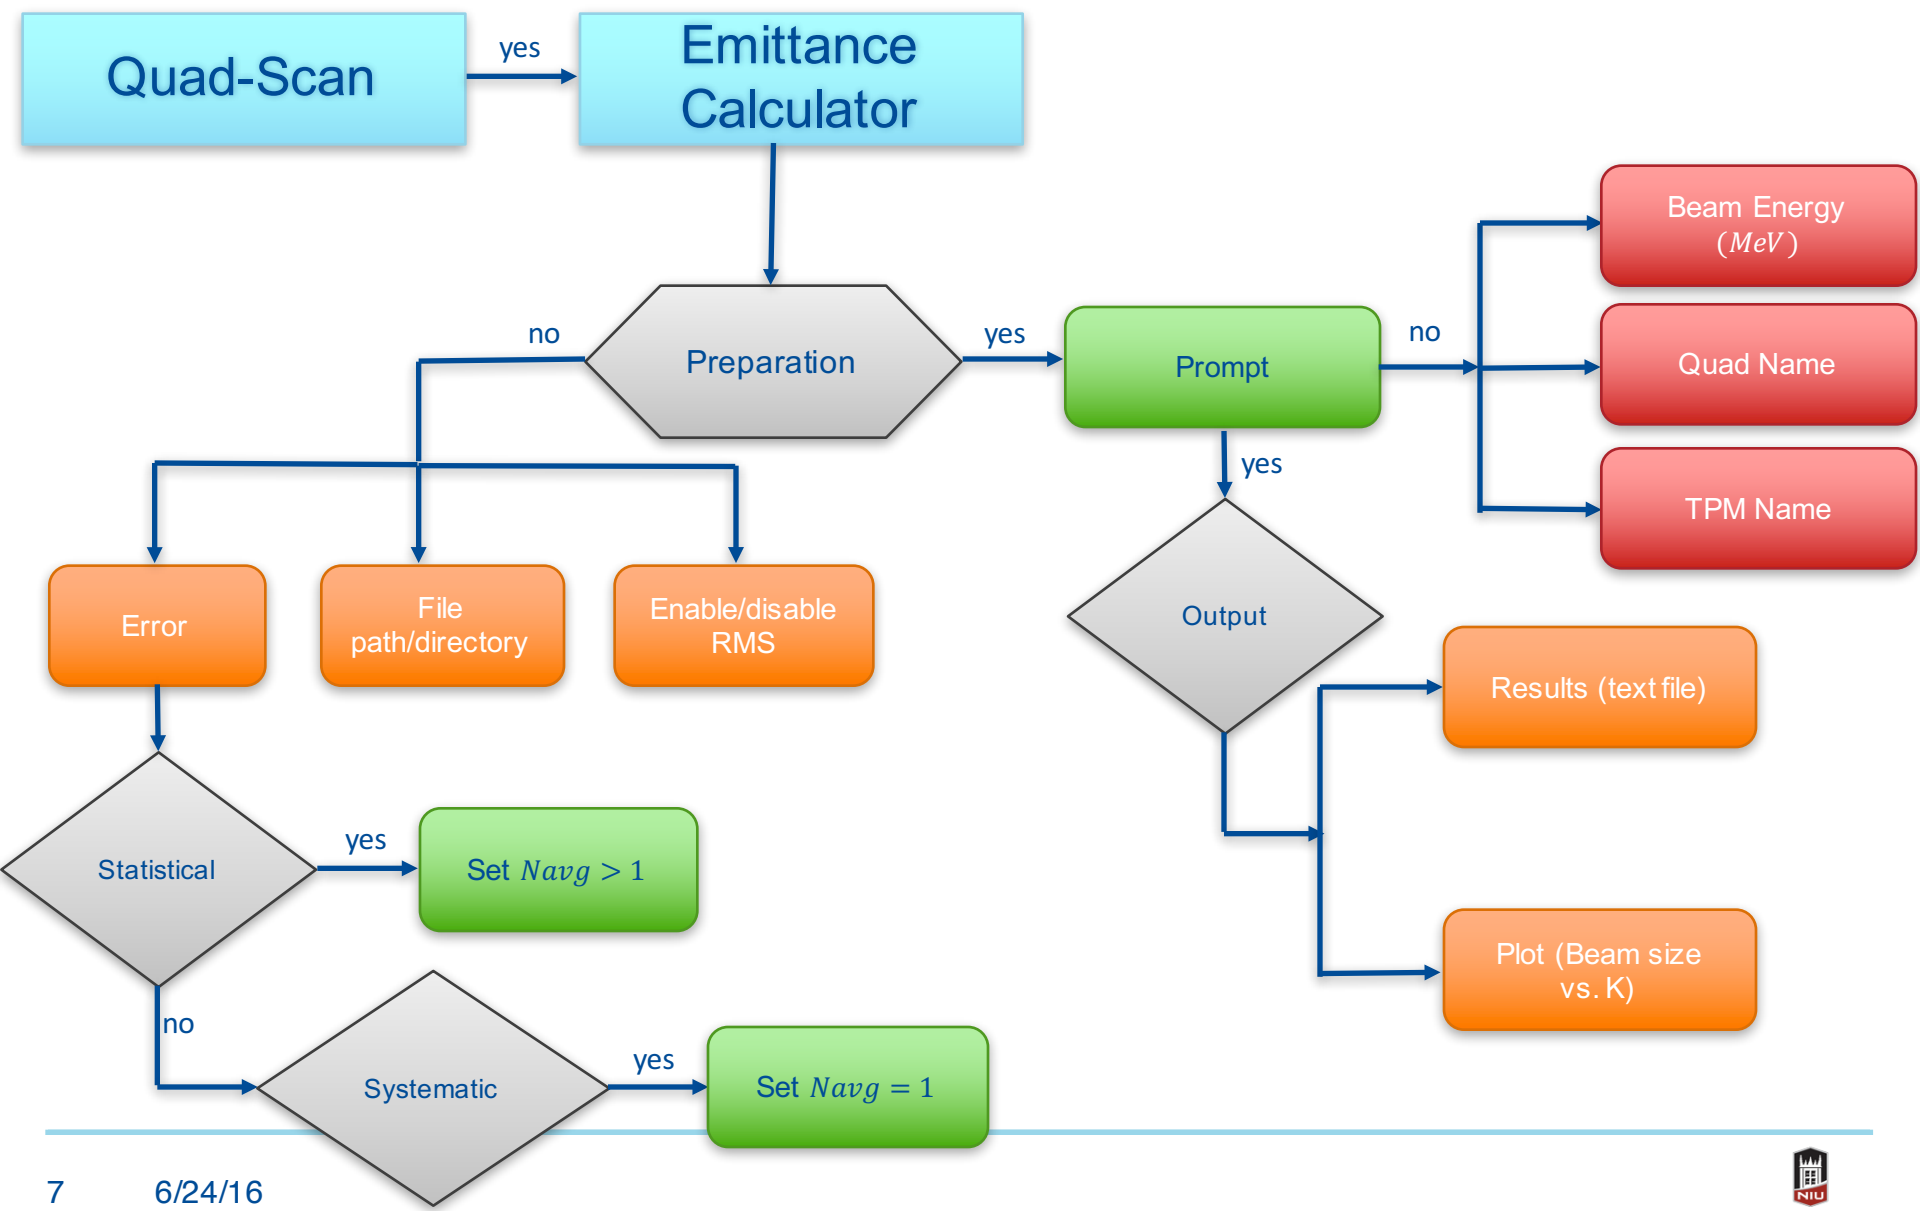 Quad-Scan
yes
Emittance
Calculator
Beam Energy
(MeV)
no
Preparation
yes
Prompt
no
Quad Name
yes
TPM Name
Error
File
path/directory
Enable/disable
RMS
Output
Results (text file)
Statistical
yes
Set Navg > 1
Plot (Beam size
vs. K)
no
Systematic
yes
Set Navg = 1
7
6/24/16
NIU